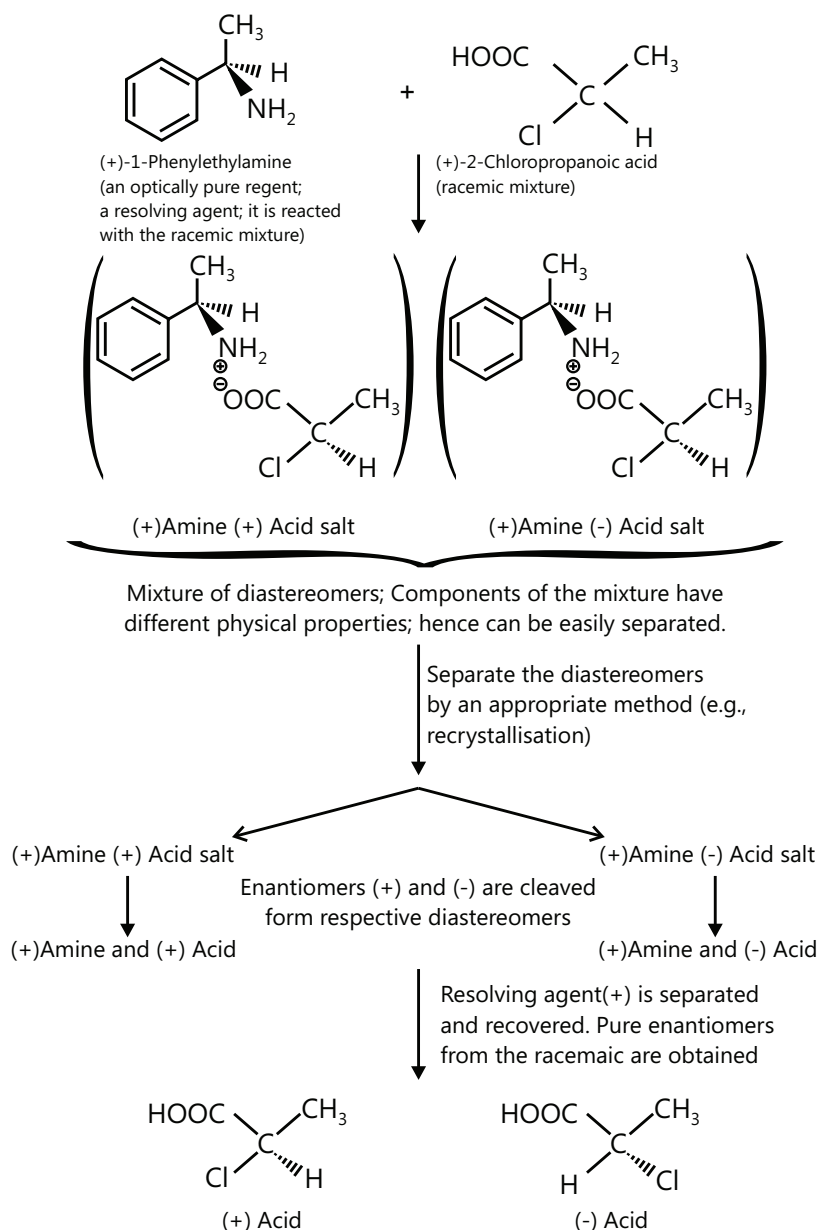 CH3
H
NH2
+
HOOC
CH3
C
Cl
H
(+)-1-Phenylethylamine
(an optically pure regent;
a resolving agent; it is reacted
with the racemic mixture)
(+)-2-Chloropropanoic acid
(racemic mixture)
CH3
H
NH2
⊕
⊖
OOC
CH3
C
Cl
H
CH3
H
NH2
⊕
⊖
OOC
CH3
C
Cl
H
(+)Amine (+) Acid salt
(+)Amine (-) Acid salt
Mixture of diastereomers; Components of the mixture have
different physical properties; hence can be easily separated.
Separate the diastereomers
by an appropriate method (e.g.,
recrystallisation)
(+)Amine (+) Acid salt
(+)Amine (-) Acid salt
Enantiomers (+) and (-) are cleaved
form respective diastereomers
(+)Amine and (+) Acid
(+)Amine and (-) Acid
Resolving agent(+) is separated
and recovered. Pure enantiomers
from the racemaic are obtained
HOOC
CH3
C
Cl
H
(+) Acid
HOOC
CH3
C
H
Cl
(-) Acid